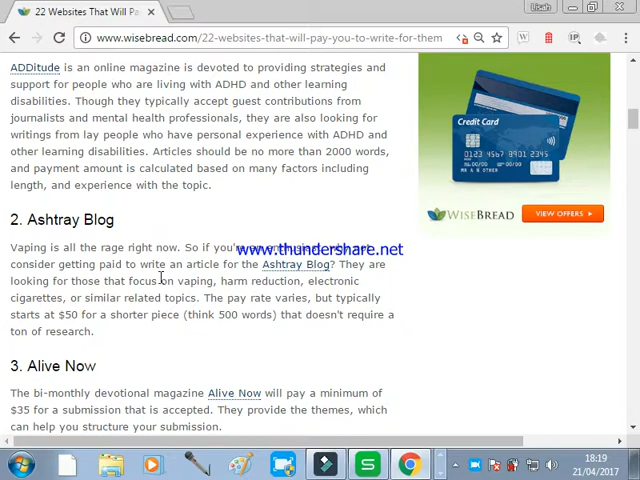 22 Websites That Will Pa
Lisah
www.wisebread.com/22-websites-that-will-pay-you-to-write-for-them
ADDitude is an online magazine is devoted to providing strategies and
support for people who are living with ADHD and other learning
disabilities. Though they typically accept guest contributions from
journalists and mental health professionals, they are also looking for
writings from lay people who have personal experience with ADHD and
other learning disabilities. Articles should be no more than 2000 words,
and payment amount is calculated based on many factors including
length, and experience with the topic.
Credit Card
0123 4567 8901 2345
MR A N OTHER
WISEBREAD
VIEW OFFERS
2. Ashtray Blog
Vaping is all the rage right now. So if you're an
www.thundershare.net
consider getting paid to write an article for the Ashtray Blog? They are
looking for those that focus on vaping, harm reduction, electronic
cigarettes, or similar related topics. The pay rate varies, but typically
starts at $50 for a shorter piece (think 500 words) that doesn't require a
ton of research.
3. Alive Now
The bi-monthly devotional magazine Alive Now will pay a minimum of
$35 for a submission that is accepted. They provide the themes, which
can help you structure your submission.
18:19
21/04/2017